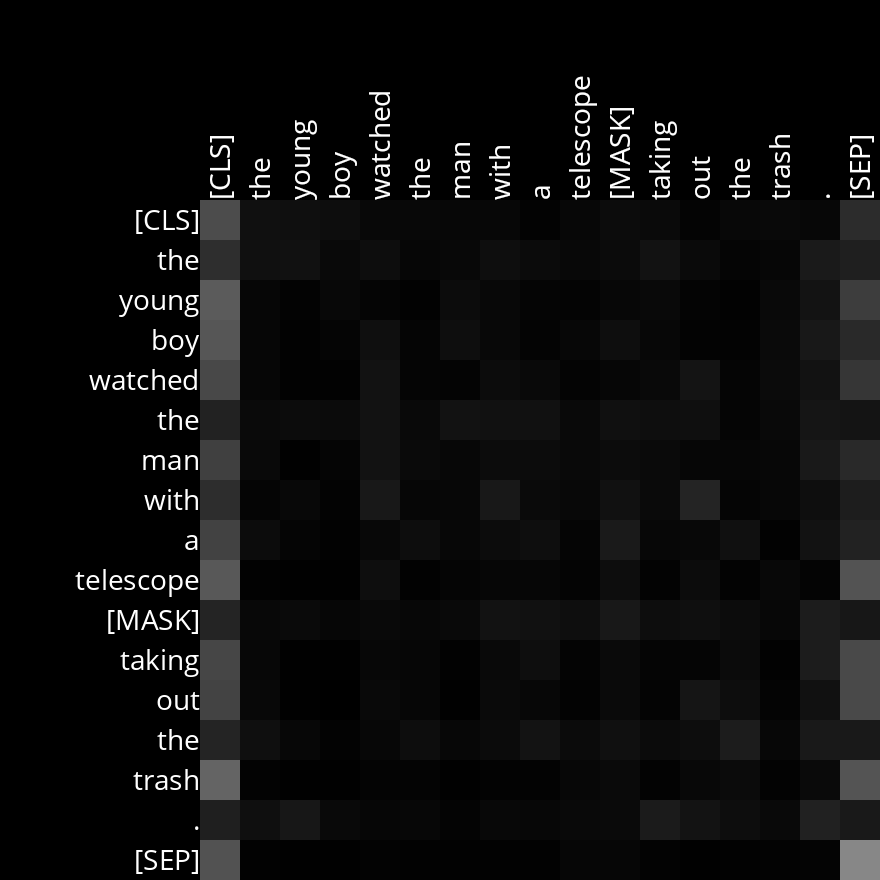 [CLS] the young boy watched the man with a telescope [MASK] taking out the trash . [SEP]
[CLS]
the
young
boy
watched
the
man
with
a
telescope
[MASK]
taking
out
the
trash
.
[SEP]